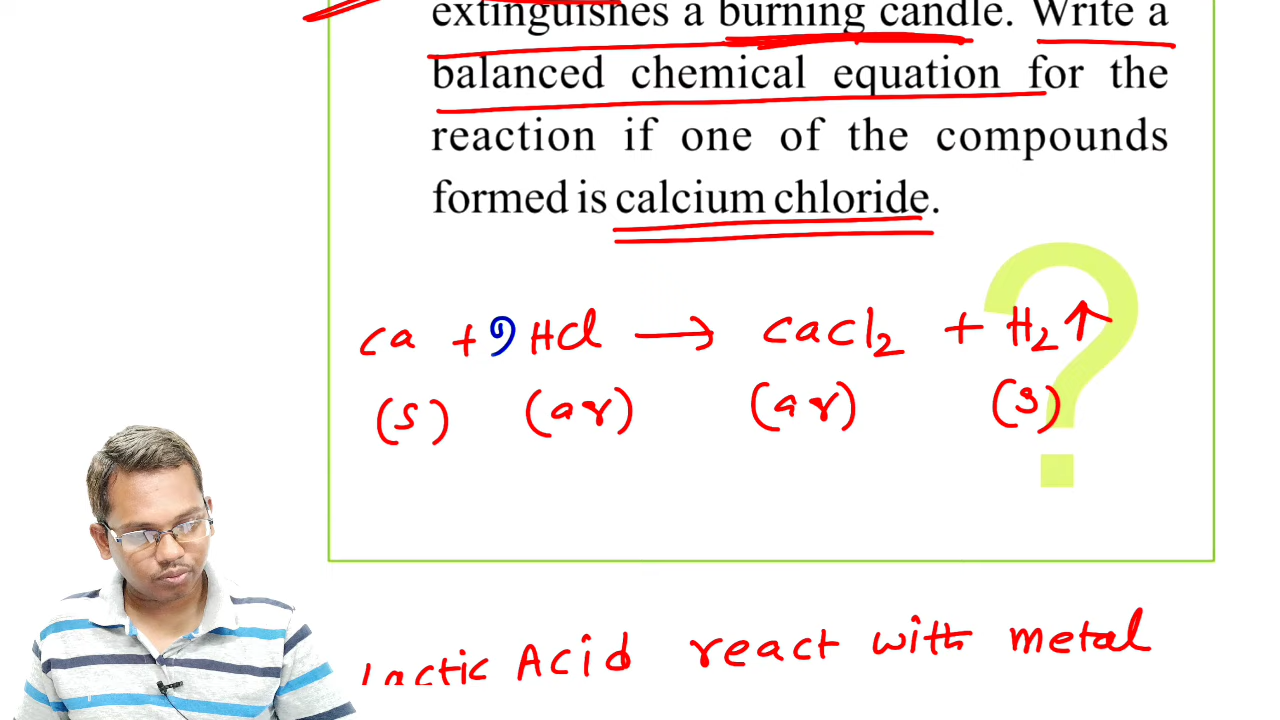 extinguishes a burning candle. Write a
balanced chemical equation for the
reaction if one of the compounds
formed is calcium chloride.
ca + 2 HCl → CaCl₂ + H₂ ↑
(s) (aq) (aq) (g)
?
Lactic Acid react with metal